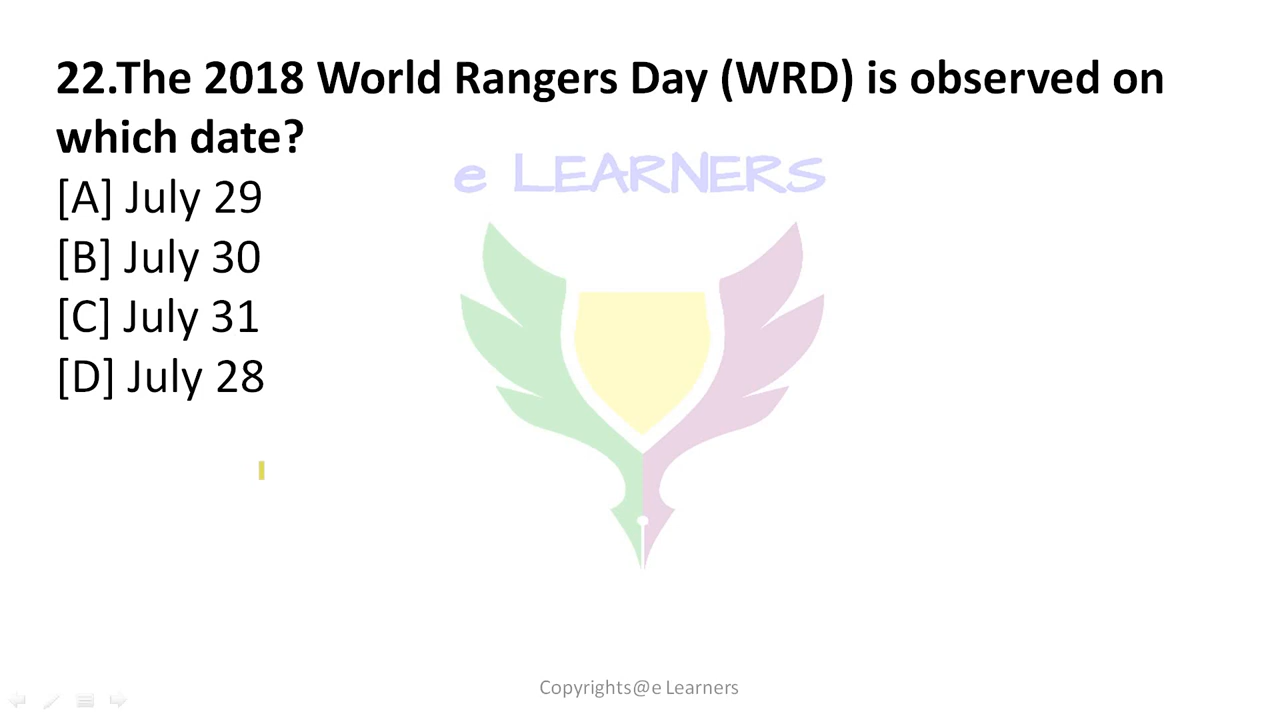 22.The 2018 World Rangers Day (WRD) is observed on
which date?
[A] July 29
[B] July 30
[C] July 31
[D] July 28
e LEARNERS
Copyrights@e Learners